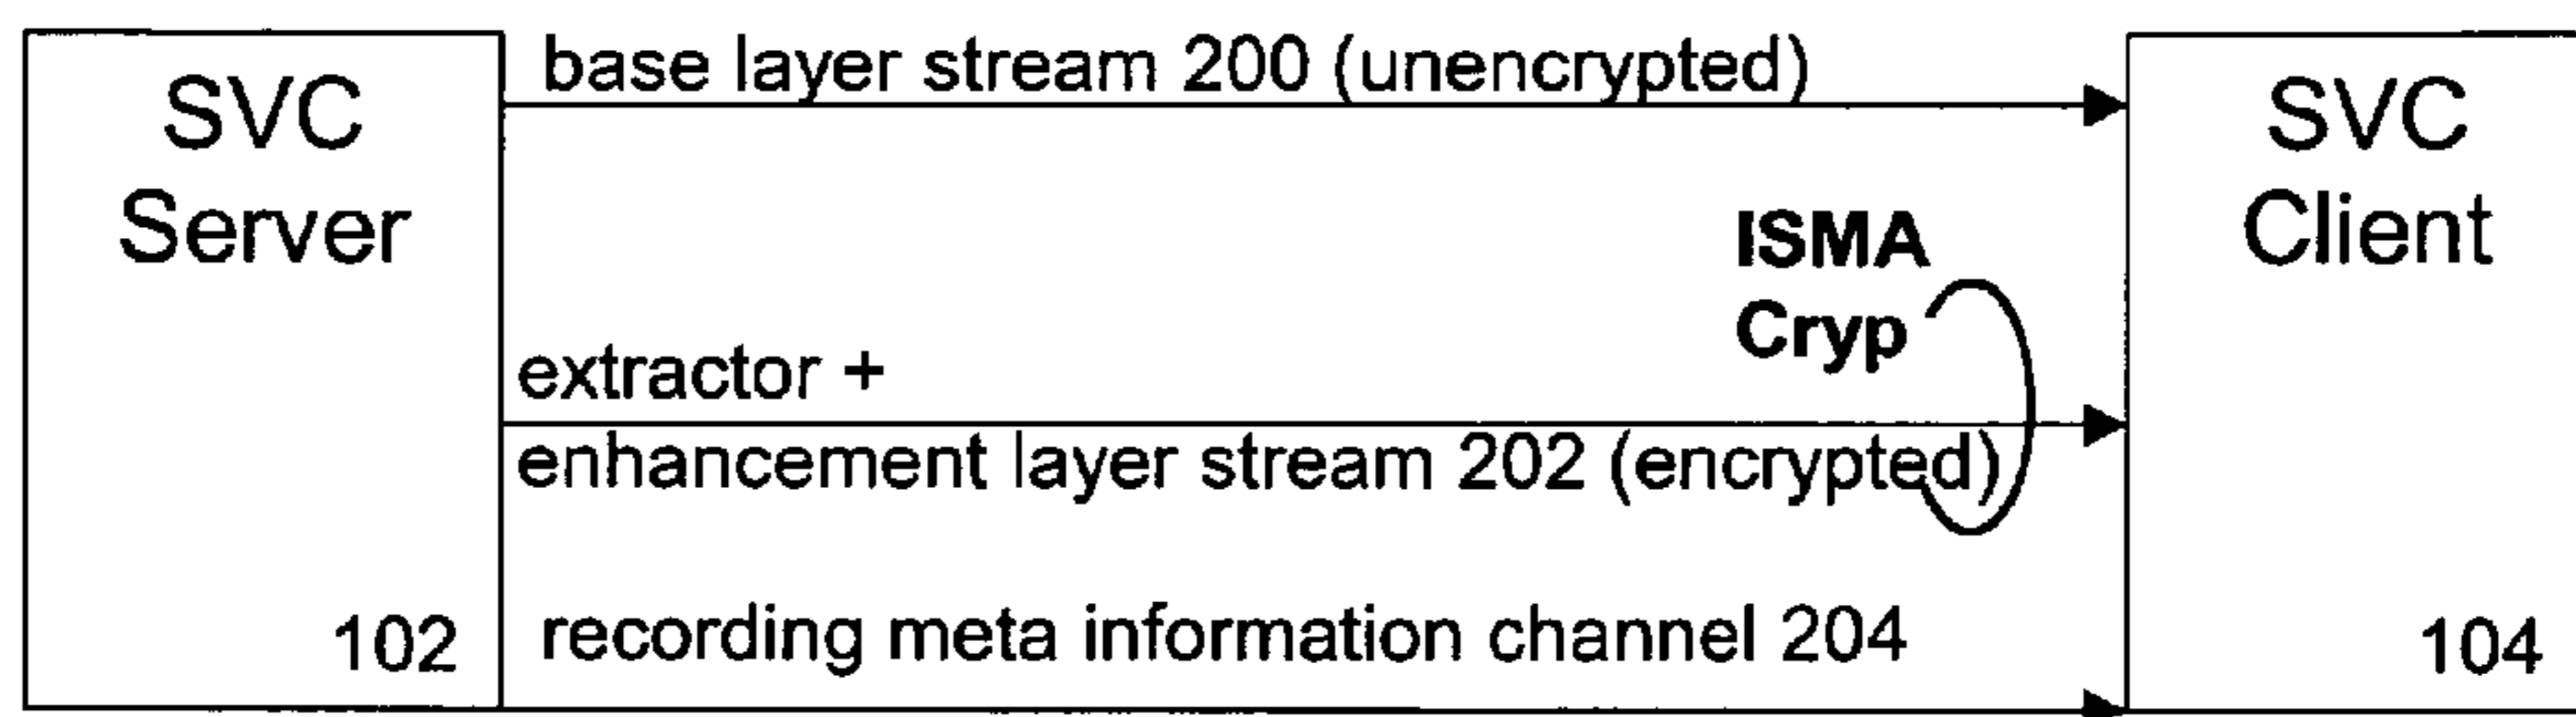 SVC
Server
102
base layer stream 200 (unencrypted)
ISMA
Cryp
extractor +
enhancement layer stream 202 (encrypted)
recording meta information channel 204
SVC
Client
104